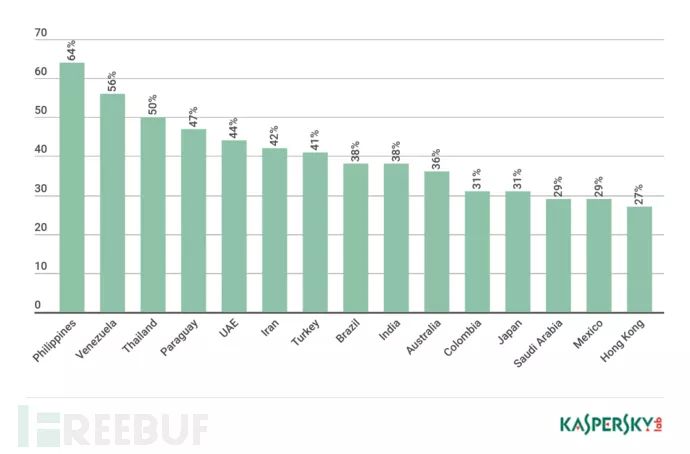 70
60
50
40
30
20
10
0
64%
56%
50%
47%
44%
42%
41%
38%
38%
36%
31%
31%
29%
29%
27%
Philippines
Venezuela
Thailand
Paraguay
UAE
Iran
Turkey
Brazil
India
Australia
Colombia
Japan
Saudi Arabia
Mexico
Hong Kong
FREEBUF
KASPERSKY lab